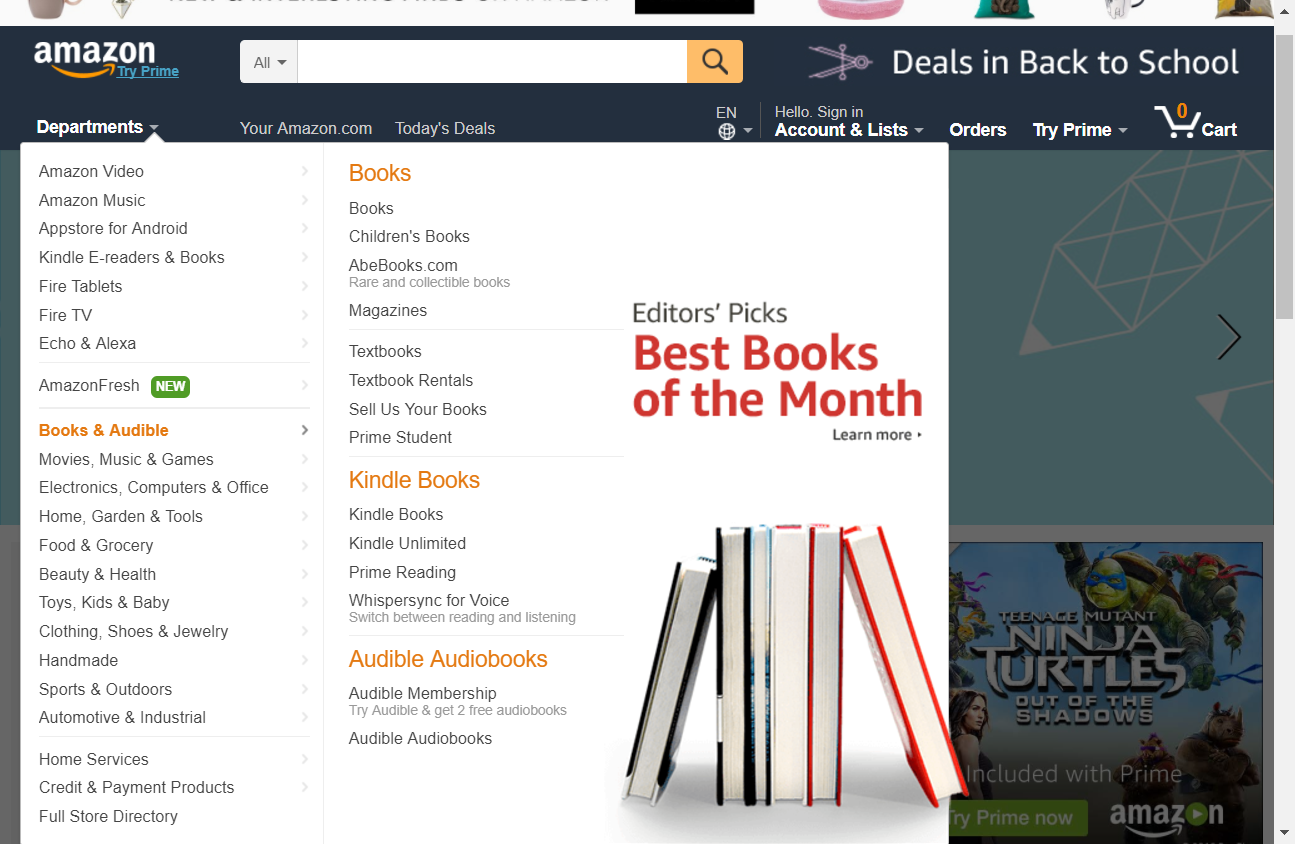 amazon
Try Prime
All
Deals in Back to School
Departments
Your Amazon.com
Today's Deals
EN
Hello. Sign in
Account & Lists
Orders
Try Prime
0
Cart
Amazon Video
Amazon Music
Appstore for Android
Kindle E-readers & Books
Fire Tablets
Fire TV
Echo & Alexa
AmazonFresh NEW
Books & Audible
Movies, Music & Games
Electronics, Computers & Office
Home, Garden & Tools
Food & Grocery
Beauty & Health
Toys, Kids & Baby
Clothing, Shoes & Jewelry
Handmade
Sports & Outdoors
Automotive & Industrial
Home Services
Credit & Payment Products
Full Store Directory
Books
Books
Children's Books
AbeBooks.com
Rare and collectible books
Magazines
Textbooks
Textbook Rentals
Sell Us Your Books
Prime Student
Kindle Books
Kindle Books
Kindle Unlimited
Prime Reading
Whispersync for Voice
Switch between reading and listening
Audible Audiobooks
Audible Membership
Try Audible & get 2 free audiobooks
Audible Audiobooks
Editors' Picks
Best Books
of the Month
Learn more
TEENAGE MUTANT
NINJA
TURTLES
OUT OF THE
SHADOWS
Included with Prime
Try Prime now
amazon